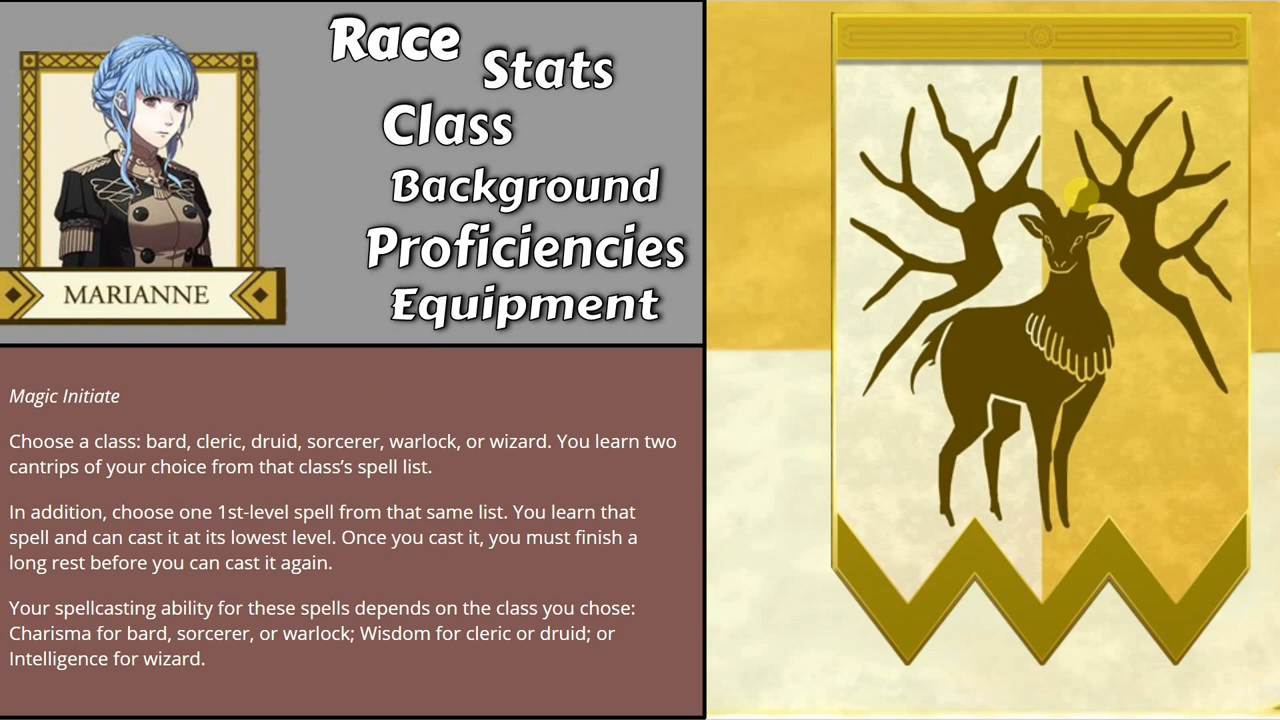 Race
Stats
Class
Background
Proficiencies
Equipment
MARIANNE
Magic Initiate
Choose a class: bard, cleric, druid, sorcerer, warlock, or wizard. You learn two
cantrips of your choice from that class’s spell list.
In addition, choose one 1st-level spell from that same list. You learn that
spell and can cast it at its lowest level. Once you cast it, you must finish a
long rest before you can cast it again.
Your spellcasting ability for these spells depends on the class you chose:
Charisma for bard, sorcerer, or warlock; Wisdom for cleric or druid; or
Intelligence for wizard.